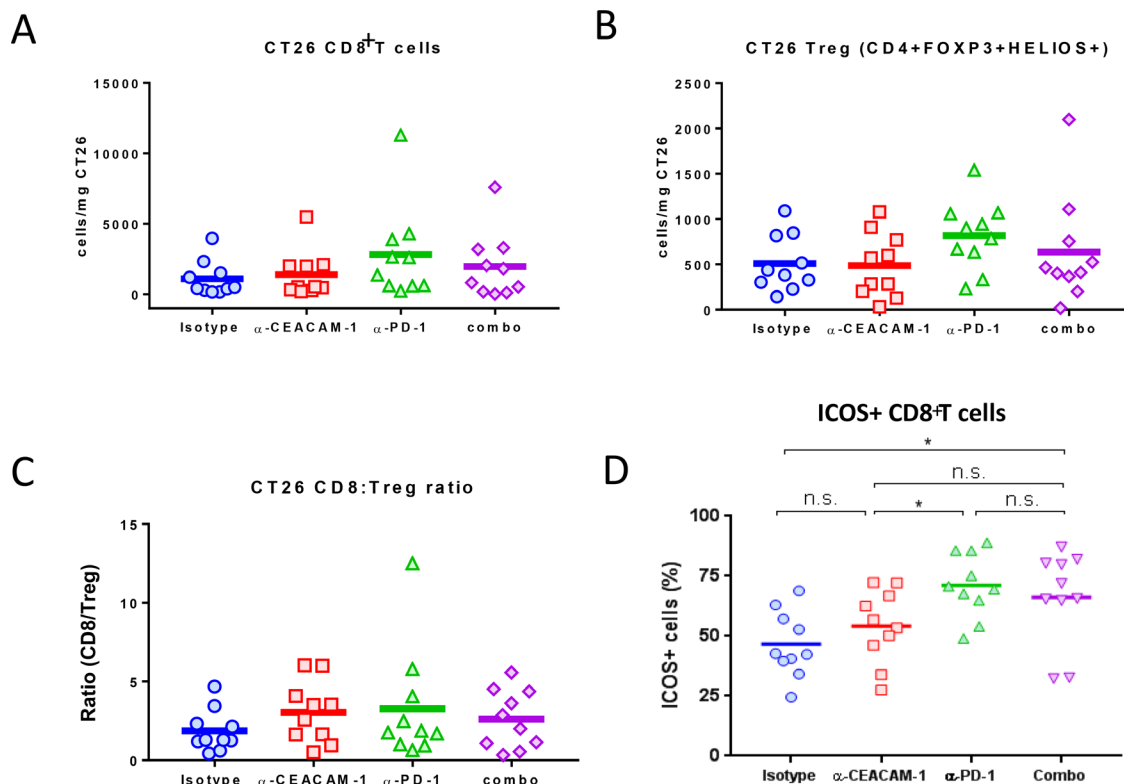 A
CT26 CD8+T cells
cells/mg CT26
15000
10000
5000
0
Isotype α-CEACAM-1 α-PD-1 combo
B
CT26 Treg (CD4+FOXP3+HELIOS+)
cells/mg CT26
2500
2000
1500
1000
500
0
Isotype α-CEACAM-1 α-PD-1 combo
C
CT26 CD8:Treg ratio
Ratio (CD8/Treg)
15
10
5
0
Isotype α-CEACAM-1 α-PD-1 combo
D
ICOS+ CD8+T cells
*
n.s.
n.s. * n.s.
ICOS+ cells (%)
100
75
50
25
0
Isotype α-CEACAM-1 α-PD-1 Combo